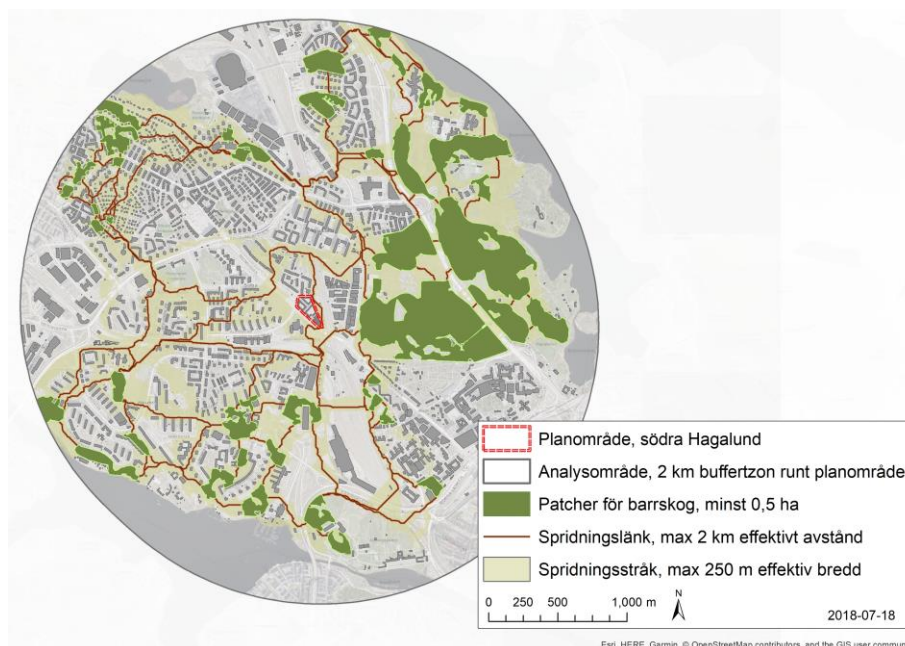 Planområde, södra Hagalund
Analysområde, 2 km buffertzon runt planområde
Patcher för barrskog, minst 0,5 ha
Spridningslänk, max 2 km effektivt avstånd
Spridningsstråk, max 250 m effektiv bredd
0 250 500 1,000 m
N
2018-07-18
Esri, HERE, Garmin, © OpenStreetMap contributors, and the GIS user commun